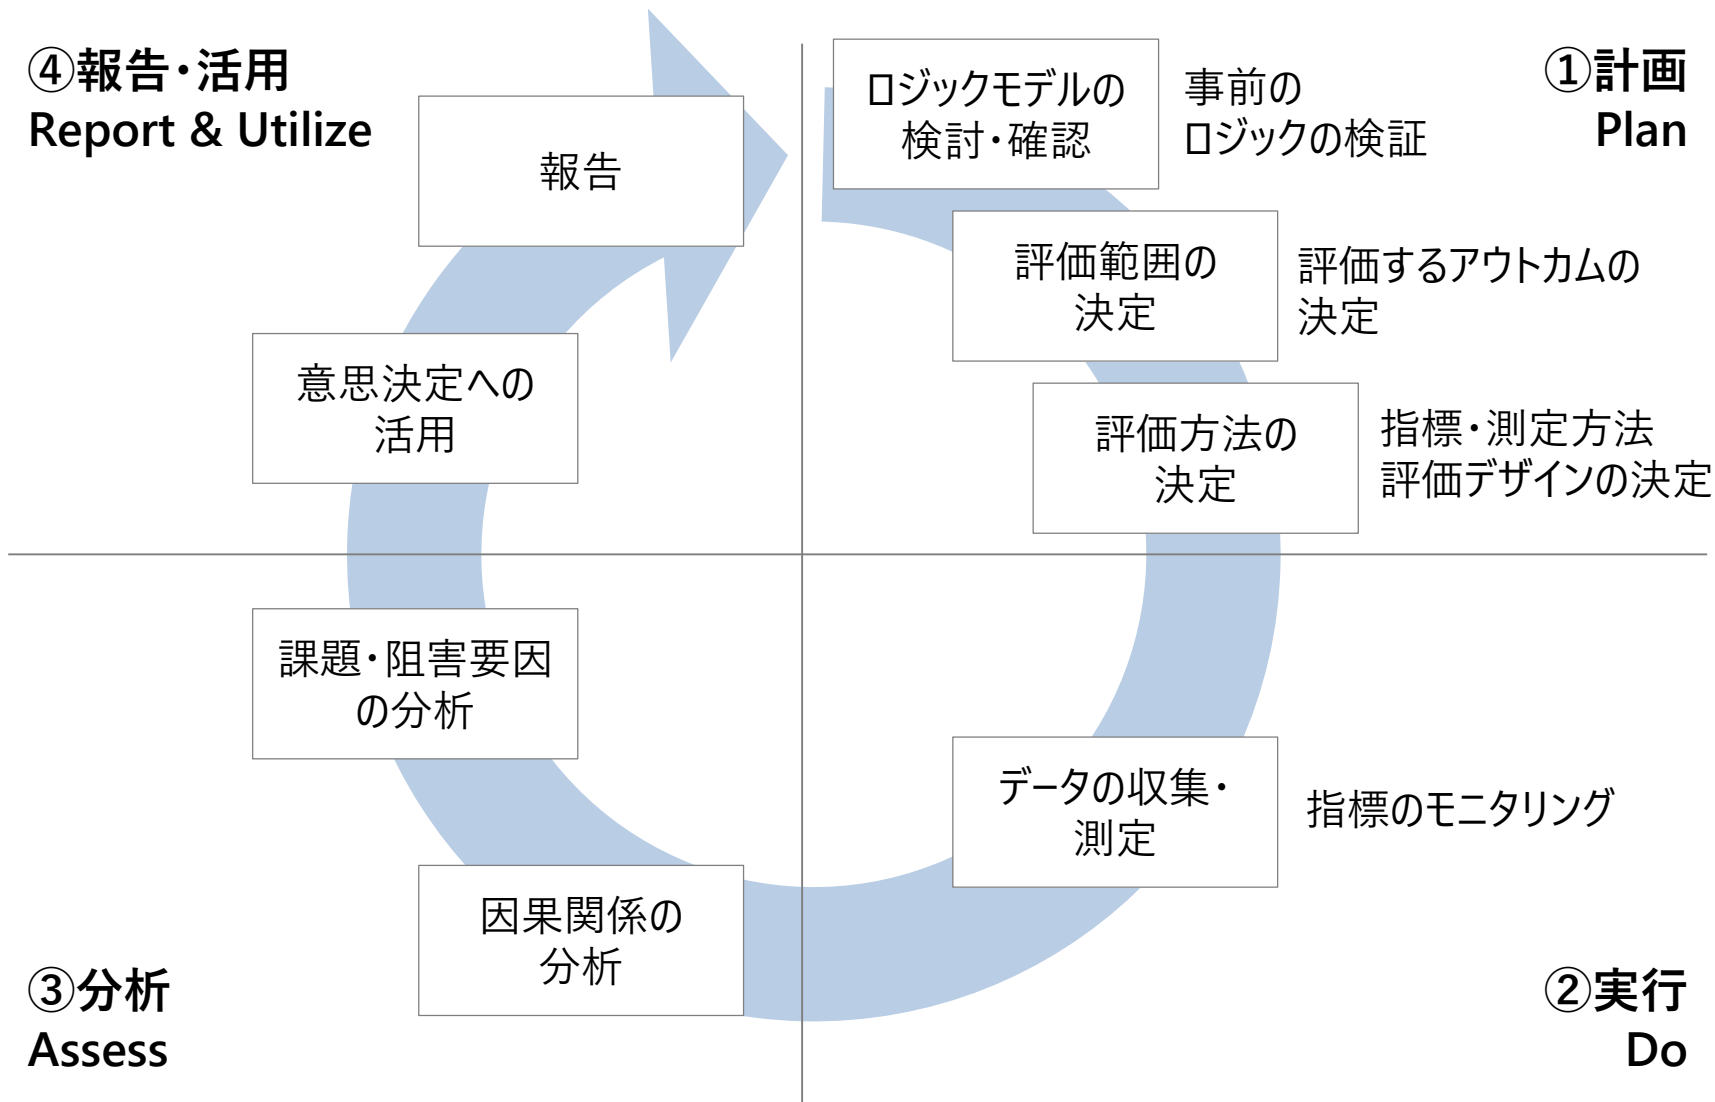 ④報告・活用
Report & Utilize
①計画
Plan
ロジックモデルの
検討・確認
事前の
ロジックの検証
評価範囲の
決定
評価するアウトカムの
決定
評価方法の
決定
指標・測定方法
評価デザインの決定
データの収集・
測定
指標のモニタリング
②実行
Do
因果関係の
分析
課題・阻害要因
の分析
③分析
Assess
意思決定への
活用
報告